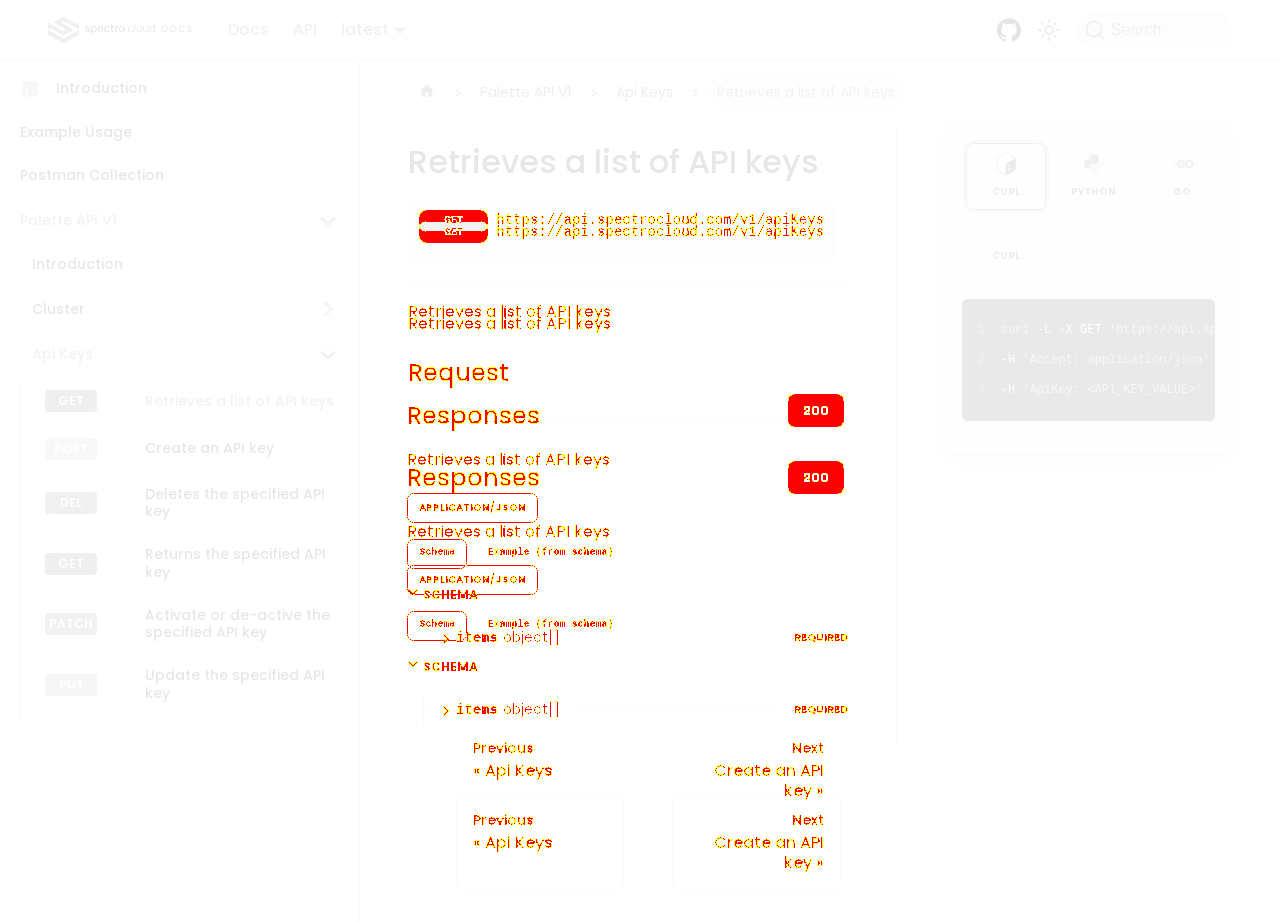 spectro cloud DOCS
Docs API latest
Search
Introduction
Example Usage
Postman Collection
Palette API V1
Introduction
Cluster
Api Keys
GET Retrieves a list of API keys
POST Create an API key
DEL Deletes the specified API
key
GET Returns the specified API
key
PATCH Activate or de-active the
specified API key
PUT Update the specified API
key
Palette API V1 Api Keys Retrieves a list of API keys
Retrieves a list of API keys
GET https://api.spectrocloud.com/v1/apiKeys
GET https://api.spectrocloud.com/v1/apiKeys
Retrieves a list of API keys
Retrieves a list of API keys
Request
Responses 200
Retrieves a list of API keys
Responses 200
APPLICATION/JSON
Retrieves a list of API keys
Schema Example (from schema)
APPLICATION/JSON
SCHEMA
Schema Example (from schema)
items object[] REQUIRED
SCHEMA
items object[] REQUIRED
Previous
« Api Keys
Next
Create an API
key »
Previous
« Api Keys
Next
Create an API
key »
CURL PYTHON GO
CURL
1 curl -L -X GET 'https://api.sp
2 -H 'Accept: application/json'
3 -H 'ApiKey: <API_KEY_VALUE>'